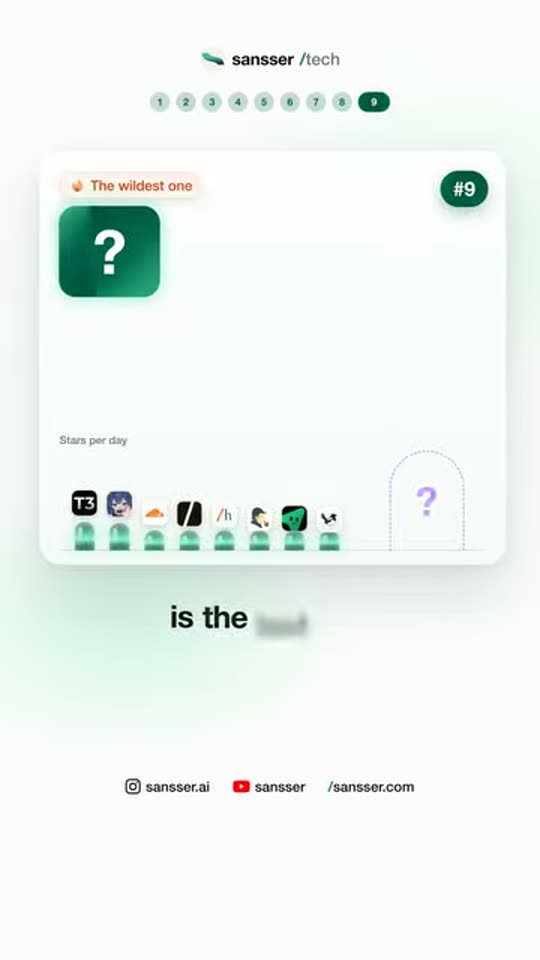 sansser /tech
1 2 3 4 5 6 7 8 9
The wildest one
#9
?
Stars per day
T3
/h
?
is the
sansser.ai sansser /sansser.com